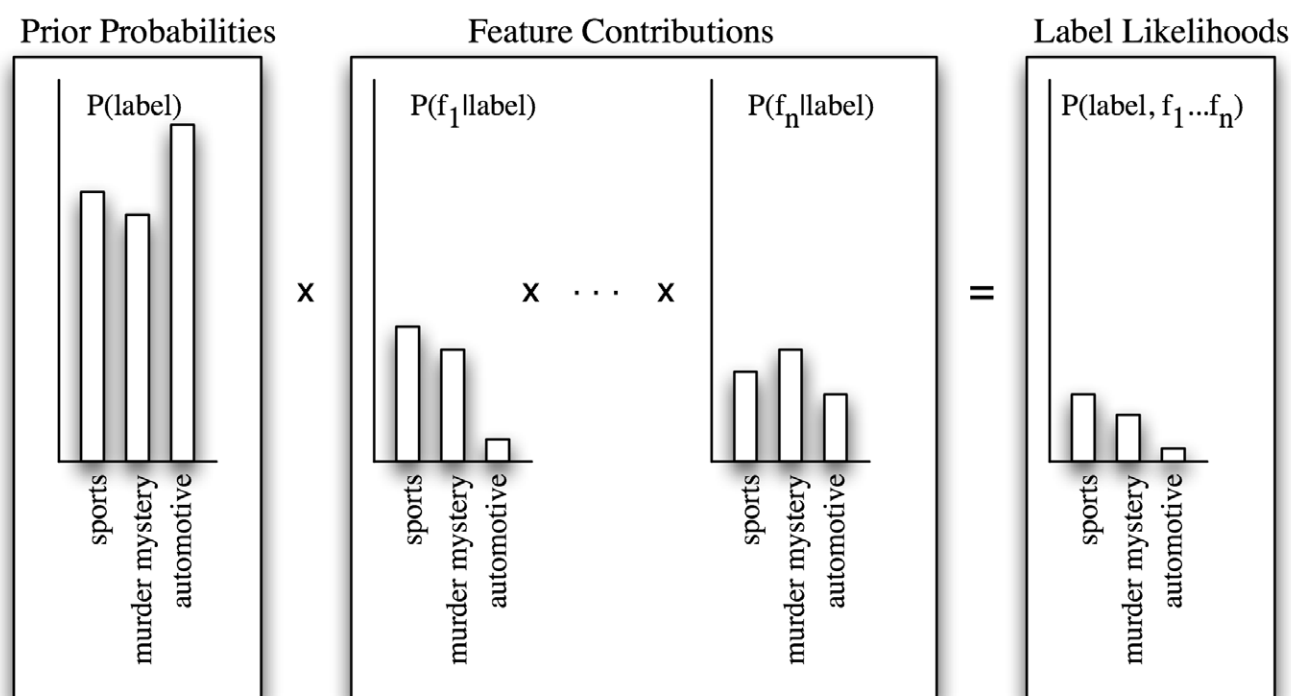 Prior Probabilities
Feature Contributions
Label Likelihoods
P(label)
P(f1|label)
P(fn|label)
P(label, f1...fn)
x
x
. . .
x
=
sports
murder mystery
automotive
sports
murder mystery
automotive
sports
murder mystery
automotive
sports
murder mystery
automotive